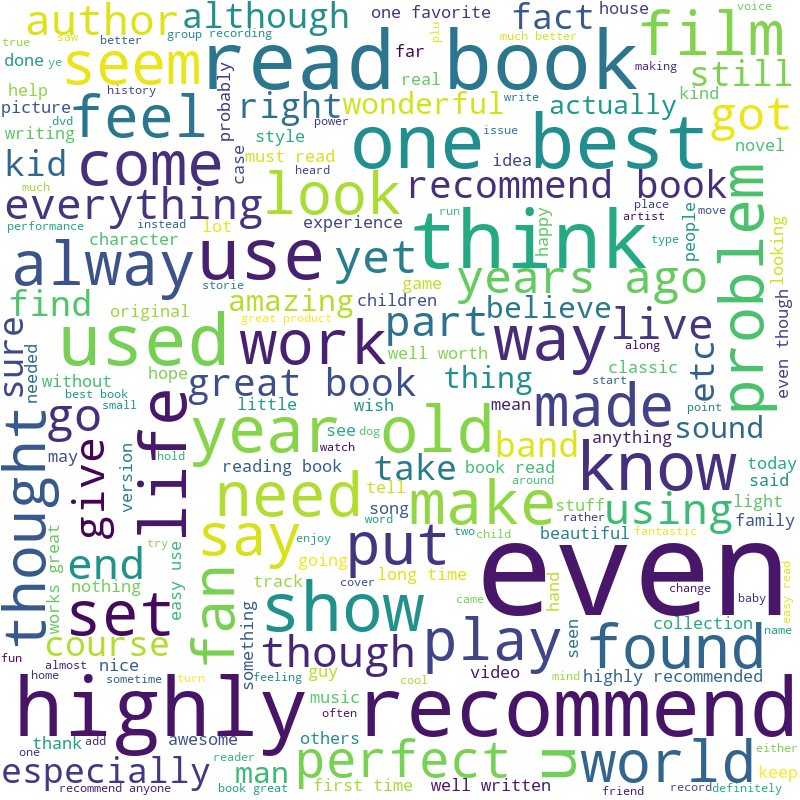 author
although
one favorite
fact
house
film
voice
true
saw
better
group recording
far
plu
much better
making
done
ye
seem
read book
still
help
history
feel
probably
right
real
wonderful
write
actually
kind
got
picture
dvd
writing
style
power
one best
issue
novel
kid
much
come
case
must read
heard
idea
everything
look
recommend book
place
artist
move
performance
instead
lot
experience
run
think
type
happy
people
problem
looking
character
alway
use
storie
yet
years ago
find
original
amazing
children
game
believe
great product
part
live
even though
sure
needed
used
work
well worth
way
along
classic
etc
without
hope
great book
thing
start
best book
small
little
wish
mean
made
point
thought
go
life
year old
see
dog
watch
band
anything
sound
may
give
version
hold
reading book
take
book read
know
today
said
need
tell
around
make
stuff
using
light
song
word
rather
family
try
say
enjoy
two
child
beautiful
fantastic
end
going
put
even
works great
easy use
nothing
fan
track
cover
long time
hand
change
baby
easy read
set
show
came
collection
name
course
something
though
play
seen
found
fun
almost
nice
guy
video
home
sometime
feeling
turn
cool
mind
highly recommended
highly recommend
music
often
thank
add
awesome
others
perfect
u
world
either
one
reader
especially
man
first time
well written
keep
recommend anyone
book great
friend
record
definitely